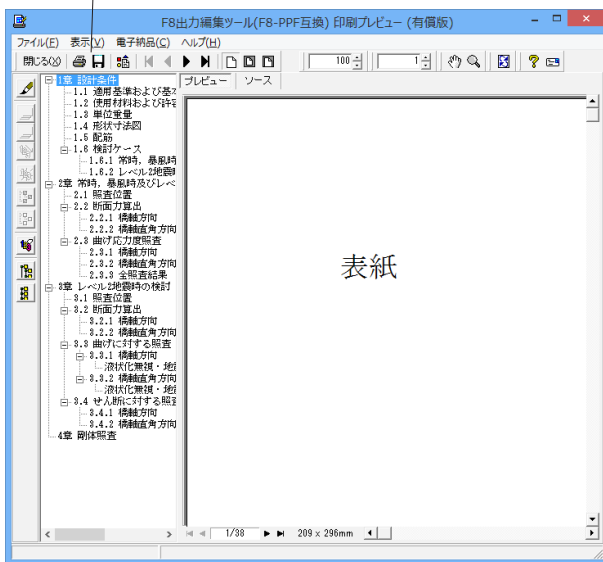 F8出力編集ツール(F8-PPF互換) 印刷プレビュー (有償版)
ファイル(F) 表示(V) 電子納品(C) ヘルプ(H)
閉じる(X) 100 1
プレビュー ソース
1章 設計条件
1.1 適用基準および基
1.2 使用材料および許容
1.3 単位重量
1.4 形状寸法図
1.5 配筋
1.6 検討ケース
1.6.1 常時，暴風時
1.6.2 レベル2地震時
2章 常時，暴風時及びレベ
2.1 照査位置
2.2 断面力算出
2.2.1 橋軸方向
2.2.2 橋軸直角方向
2.3 曲げ応力度照査
2.3.1 橋軸方向
2.3.2 橋軸直角方向
2.3.3 全照査結果
3章 レベル2地震時の検討
3.1 照査位置
3.2 断面力算出
3.2.1 橋軸方向
3.2.2 橋軸直角方向
3.3 曲げに対する照査
3.3.1 橋軸方向
液状化無視・地
3.3.2 橋軸直角方向
液状化無視・地
3.4 せん断に対する照査
3.4.1 橋軸方向
3.4.2 橋軸直角方向
4章 剛体照査
表紙
1/38 209 x 296mm